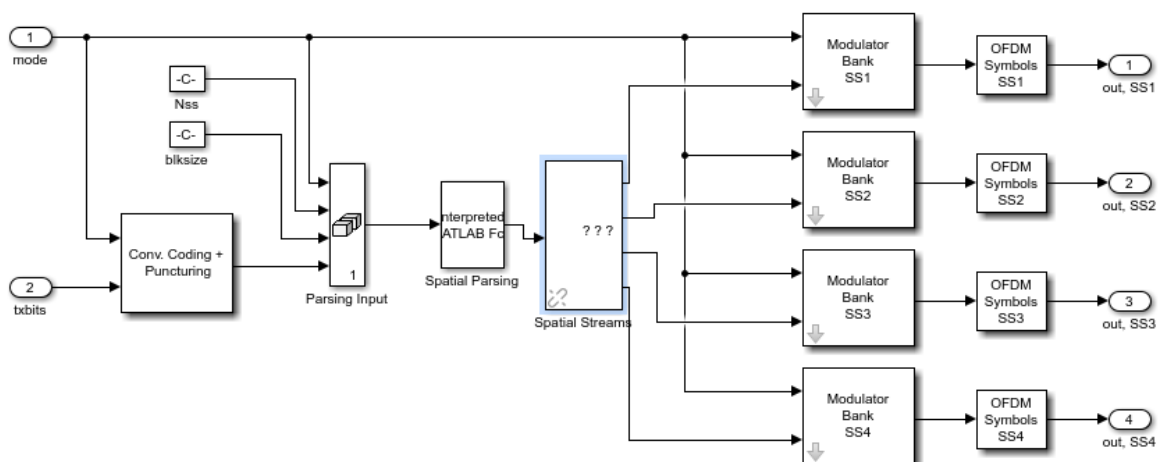 1
mode
-C-
Nss
-C-
blksize
Conv. Coding +
Puncturing
2
txbits
1
Parsing Input
nterpreted
ATLAB Fc
Spatial Parsing
? ? ?
Spatial Streams
Modulator
Bank
SS1
OFDM
Symbols
SS1
1
out, SS1
Modulator
Bank
SS2
OFDM
Symbols
SS2
2
out, SS2
Modulator
Bank
SS3
OFDM
Symbols
SS3
3
out, SS3
Modulator
Bank
SS4
OFDM
Symbols
SS4
4
out, SS4